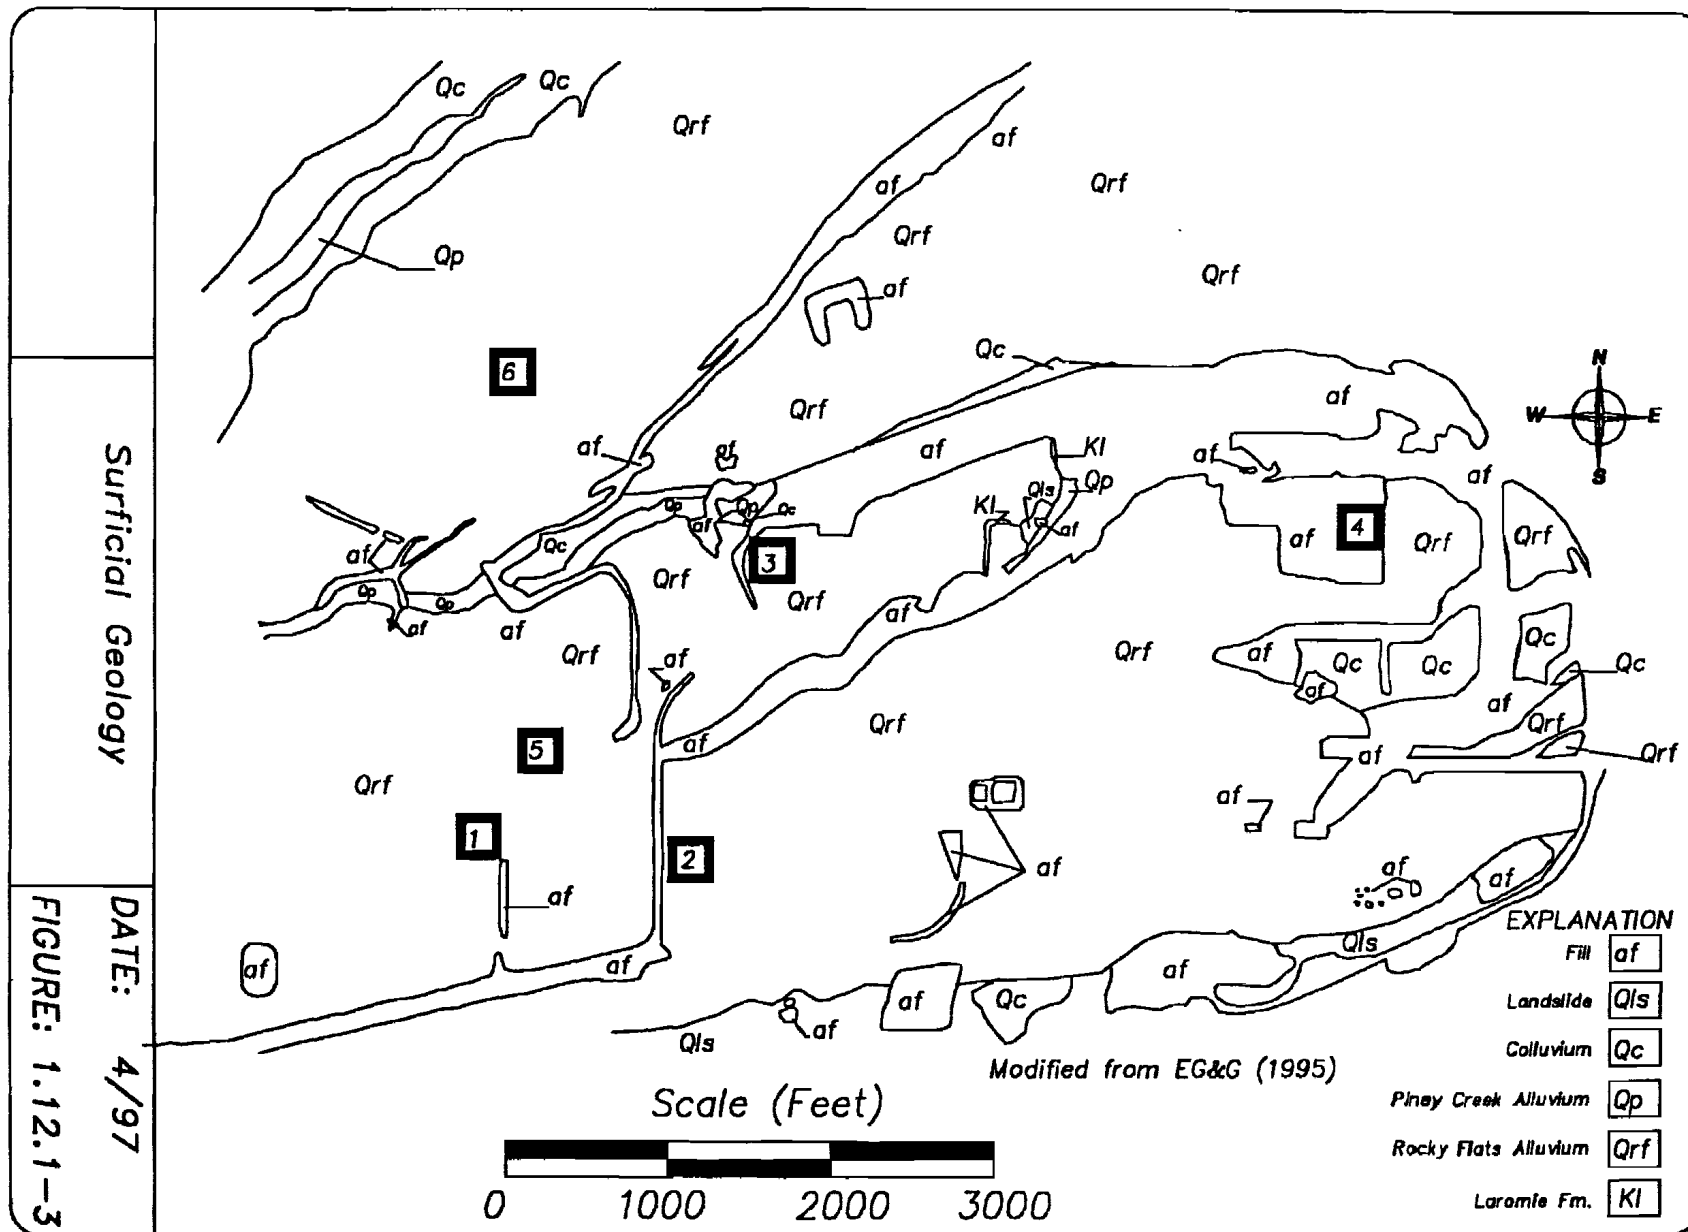 Surficial Geology
DATE: 4/97
FIGURE: 1.12.1-3
Qc
Qc
Qrf
af
af
Qrf
Qrf
Qp
Qrf
af
6
Qc
Qrf
af
N
W E
S
af
af
af
Kl
af
af
Qp
Qls
Kl
af
Qp
Qp
Qc
af
4
af
Qrf
Qrf
Qc
af
3
Qrf
Qrf
Qp
Qp
af
af
af
Qrf
af
Qrf
af
Qc
Qc
Qc
Qc
af
af
Qrf
Qrf
Qrf
af
af
5
Qrf
af
1
2
af
af
af
af
af
af
af
Qls
af
af
Qc
af
Qls
EXPLANATION
Fill af
Landslide Qls
Colluvium Qc
Piney Creek Alluvium Qp
Rocky Flats Alluvium Qrf
Laramie Fm. Kl
Modified from EG&G (1995)
Scale (Feet)
0 1000 2000 3000